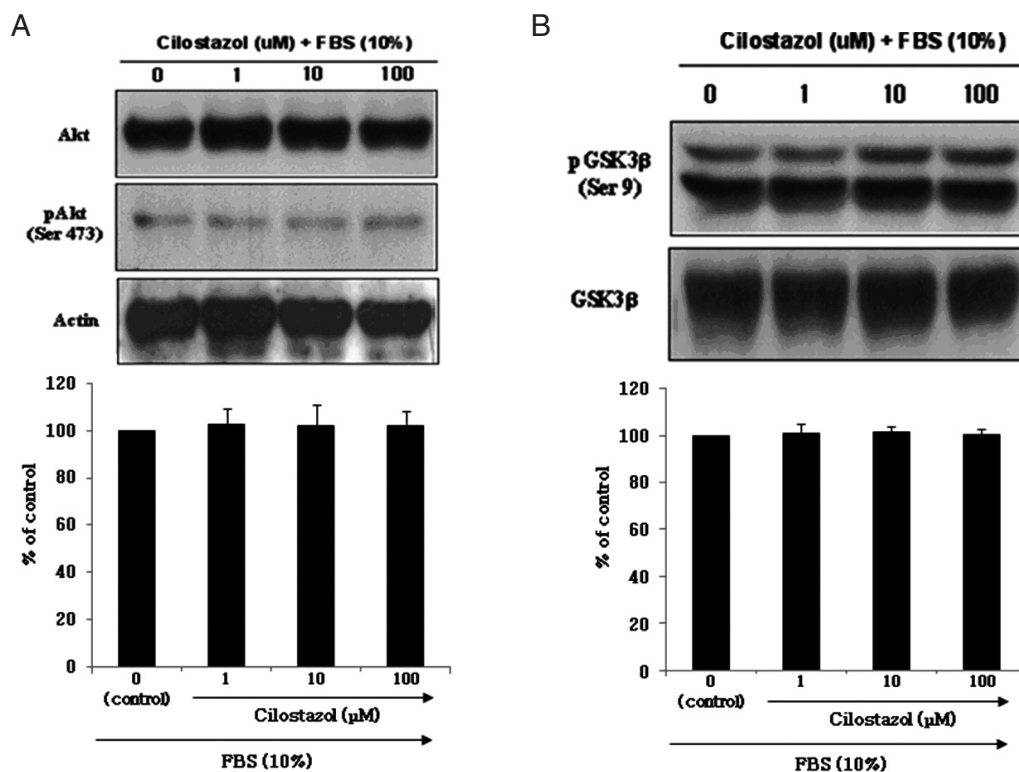 A
Cilostazol (uM) + FBS (10%)
0 1 10 100
Akt
pAkt
(Ser 473)
Actin
120
100
80
60
40
20
0
% of control
0 1 10 100
(control)
Cilostazol (µM)
FBS (10%)
B
Cilostazol (uM) + FBS (10%)
0 1 10 100
pGSK3β
(Ser 9)
GSK3β
120
100
80
60
40
20
0
% of control
0 1 10 100
(control)
Cilostazol (µM)
FBS (10%)